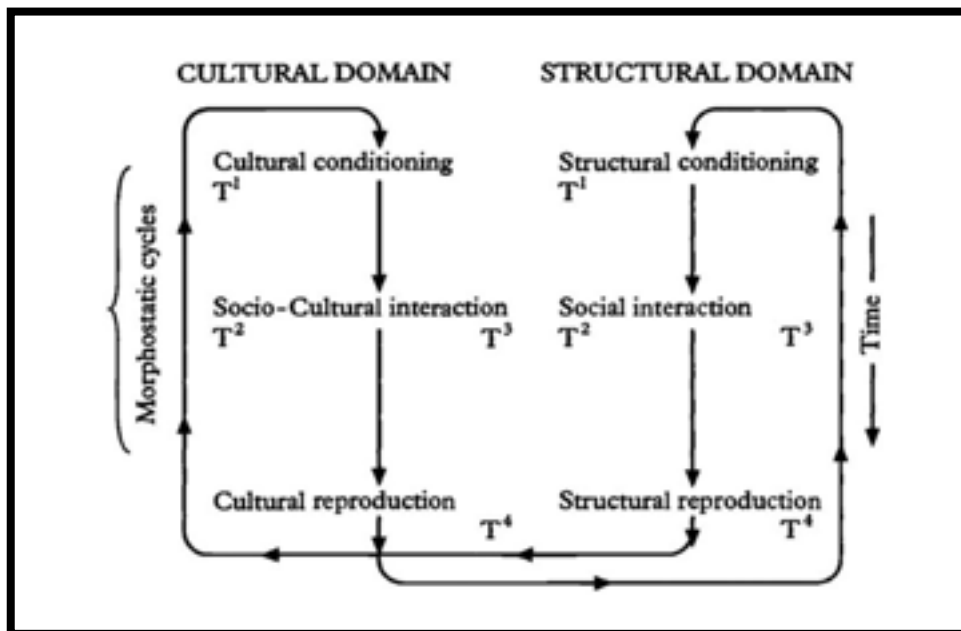 CULTURAL DOMAIN STRUCTURAL DOMAIN
Cultural conditioning Structural conditioning
T¹ T¹
Morphostatic cycles
Socio-Cultural interaction Social interaction
T² T³ T² T³
Time
Cultural reproduction Structural reproduction
T⁴ T⁴